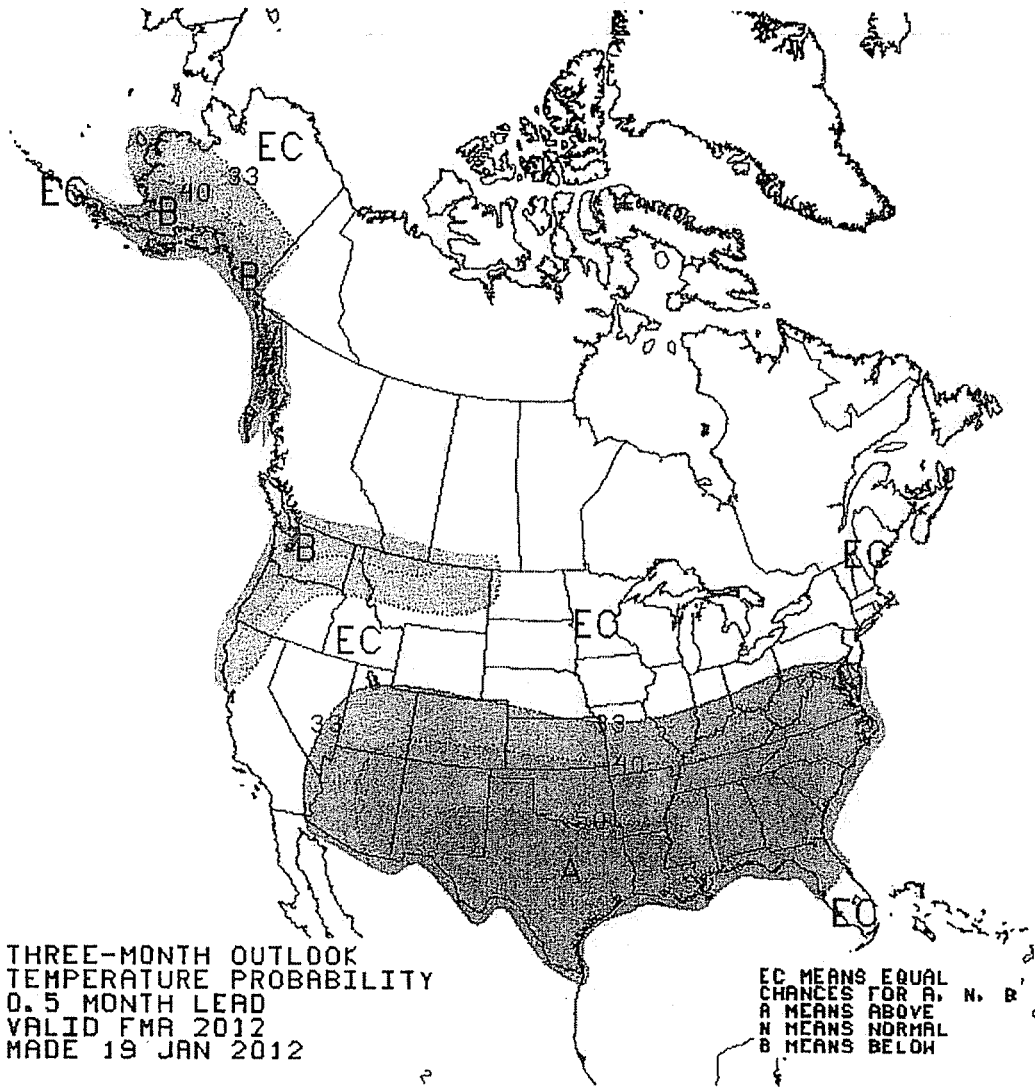 EC
33
EC
40
B
B
B
EC
EC
EC
33
33
40
50
A
EC
THREE-MONTH OUTLOOK
TEMPERATURE PROBABILITY
0.5 MONTH LEAD
VALID FMA 2012
MADE 19 JAN 2012
EC MEANS EQUAL
CHANCES FOR A, N, B
A MEANS ABOVE
N MEANS NORMAL
B MEANS BELOW